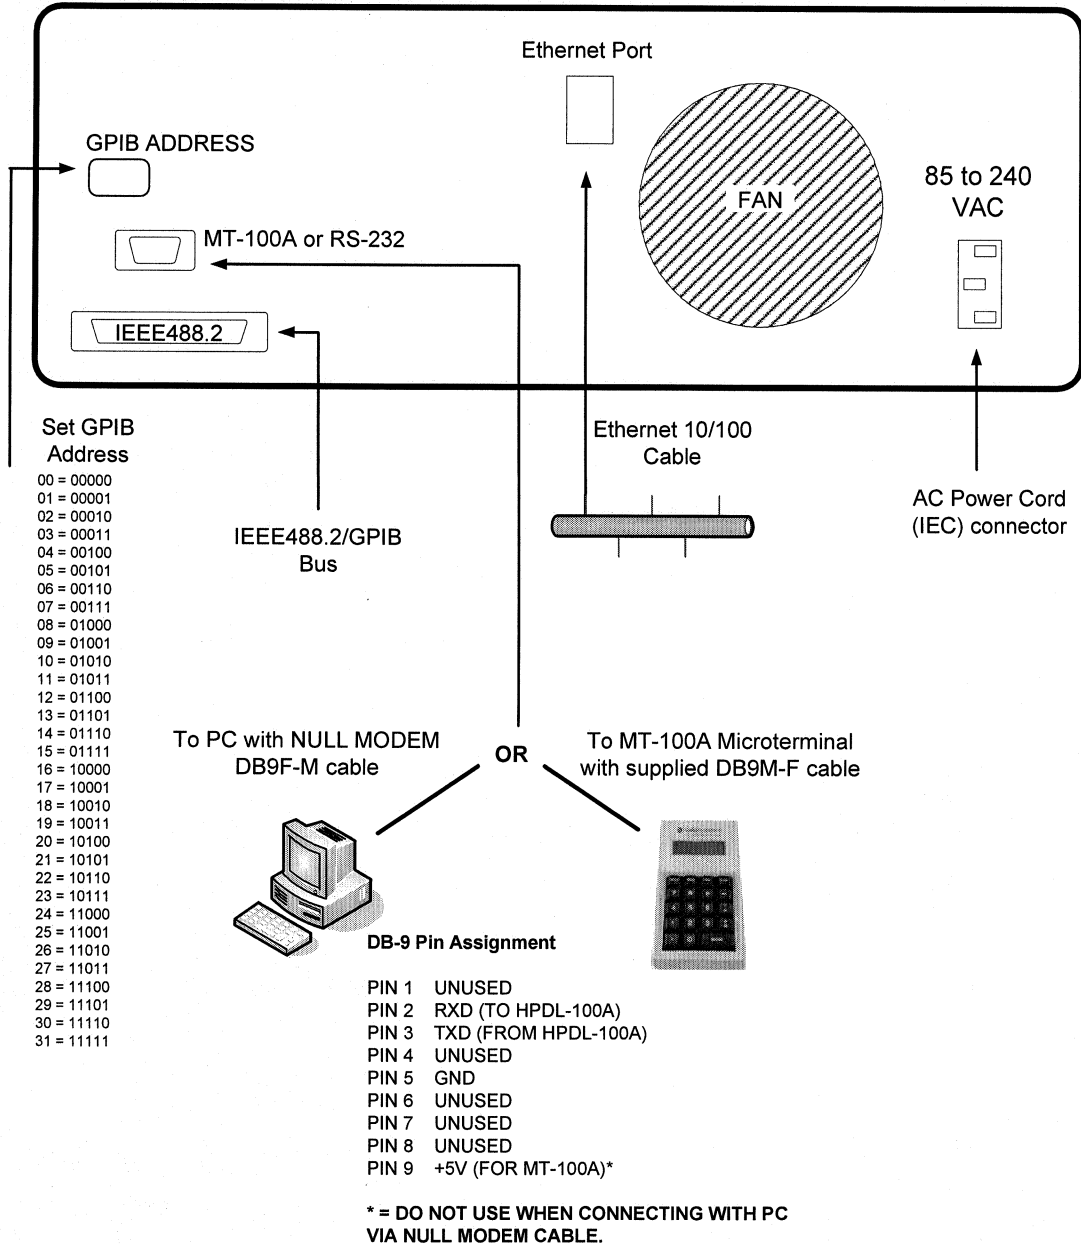 Ethernet Port
GPIB ADDRESS
FAN
85 to 240
VAC
MT-100A or RS-232
IEEE488.2
Set GPIB
Address
00 = 00000
01 = 00001
02 = 00010
03 = 00011
04 = 00100
05 = 00101
06 = 00110
07 = 00111
08 = 01000
09 = 01001
10 = 01010
11 = 01011
12 = 01100
13 = 01101
14 = 01110
15 = 01111
16 = 10000
17 = 10001
18 = 10010
19 = 10011
20 = 10100
21 = 10101
22 = 10110
23 = 10111
24 = 11000
25 = 11001
26 = 11010
27 = 11011
28 = 11100
29 = 11101
30 = 11110
31 = 11111
IEEE488.2/GPIB
Bus
Ethernet 10/100
Cable
AC Power Cord
(IEC) connector
To PC with NULL MODEM
DB9F-M cable
OR
To MT-100A Microterminal
with supplied DB9M-F cable
DB-9 Pin Assignment
PIN 1 UNUSED
PIN 2 RXD (TO HPDL-100A)
PIN 3 TXD (FROM HPDL-100A)
PIN 4 UNUSED
PIN 5 GND
PIN 6 UNUSED
PIN 7 UNUSED
PIN 8 UNUSED
PIN 9 +5V (FOR MT-100A)*
* = DO NOT USE WHEN CONNECTING WITH PC
VIA NULL MODEM CABLE.